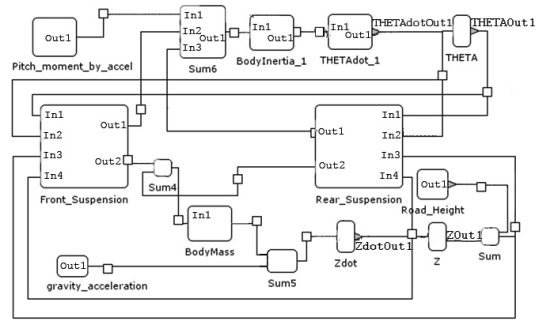 In1
THETAdotOut1
THETAOut1
Out1
In2
Out1
In1
In1
In3
Out1
Out1
Pitch_moment_by_accel
Sum6
BodyInertia_1
THETAdot_1
THETA
In1
In1
Out1
Out1
In2
In2
In3
In3
Out2
Out2
In4
In4
Out1
Front_Suspension
Sum4
Rear_Suspension
Road_Height
In1
ZOut1
ZdotOut1
BodyMass
Sum
Z
Zdot
Out1
Sum5
gravity_acceleration